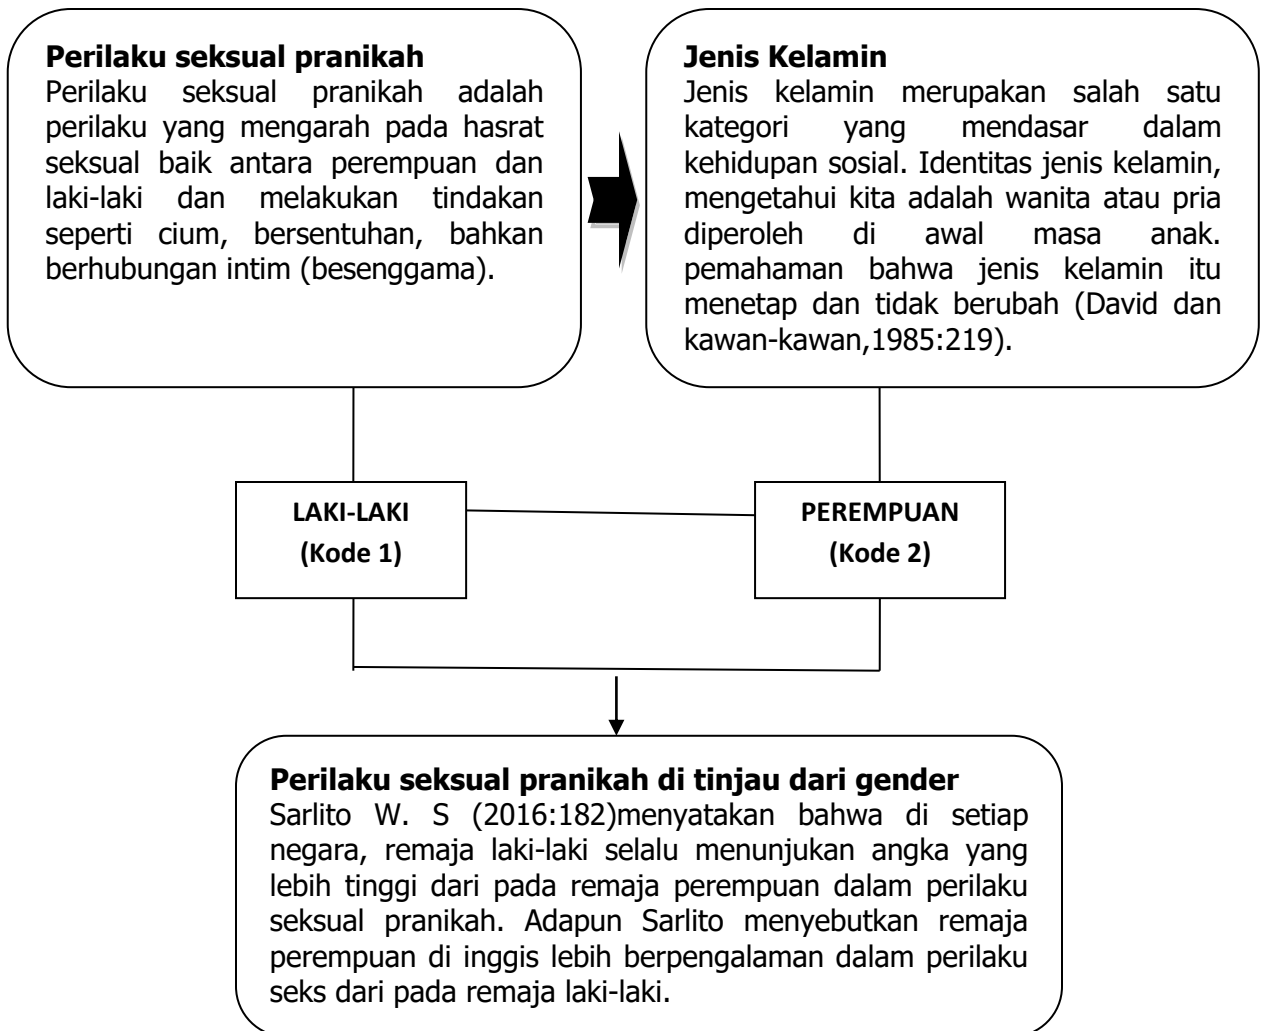 Perilaku seksual pranikah
Perilaku seksual pranikah adalah
perilaku yang mengarah pada hasrat
seksual baik antara perempuan dan
laki-laki dan melakukan tindakan
seperti cium, bersentuhan, bahkan
berhubungan intim (besenggama).
Jenis Kelamin
Jenis kelamin merupakan salah satu
kategori yang mendasar dalam
kehidupan sosial. Identitas jenis kelamin,
mengetahui kita adalah wanita atau pria
diperoleh di awal masa anak.
pemahaman bahwa jenis kelamin itu
menetap dan tidak berubah (David dan
kawan-kawan,1985:219).
LAKI-LAKI
(Kode 1)
PEREMPUAN
(Kode 2)
Perilaku seksual pranikah di tinjau dari gender
Sarlito W. S (2016:182)menyatakan bahwa di setiap
negara, remaja laki-laki selalu menunjukan angka yang
lebih tinggi dari pada remaja perempuan dalam perilaku
seksual pranikah. Adapun Sarlito menyebutkan remaja
perempuan di inggis lebih berpengalaman dalam perilaku
seks dari pada remaja laki-laki.